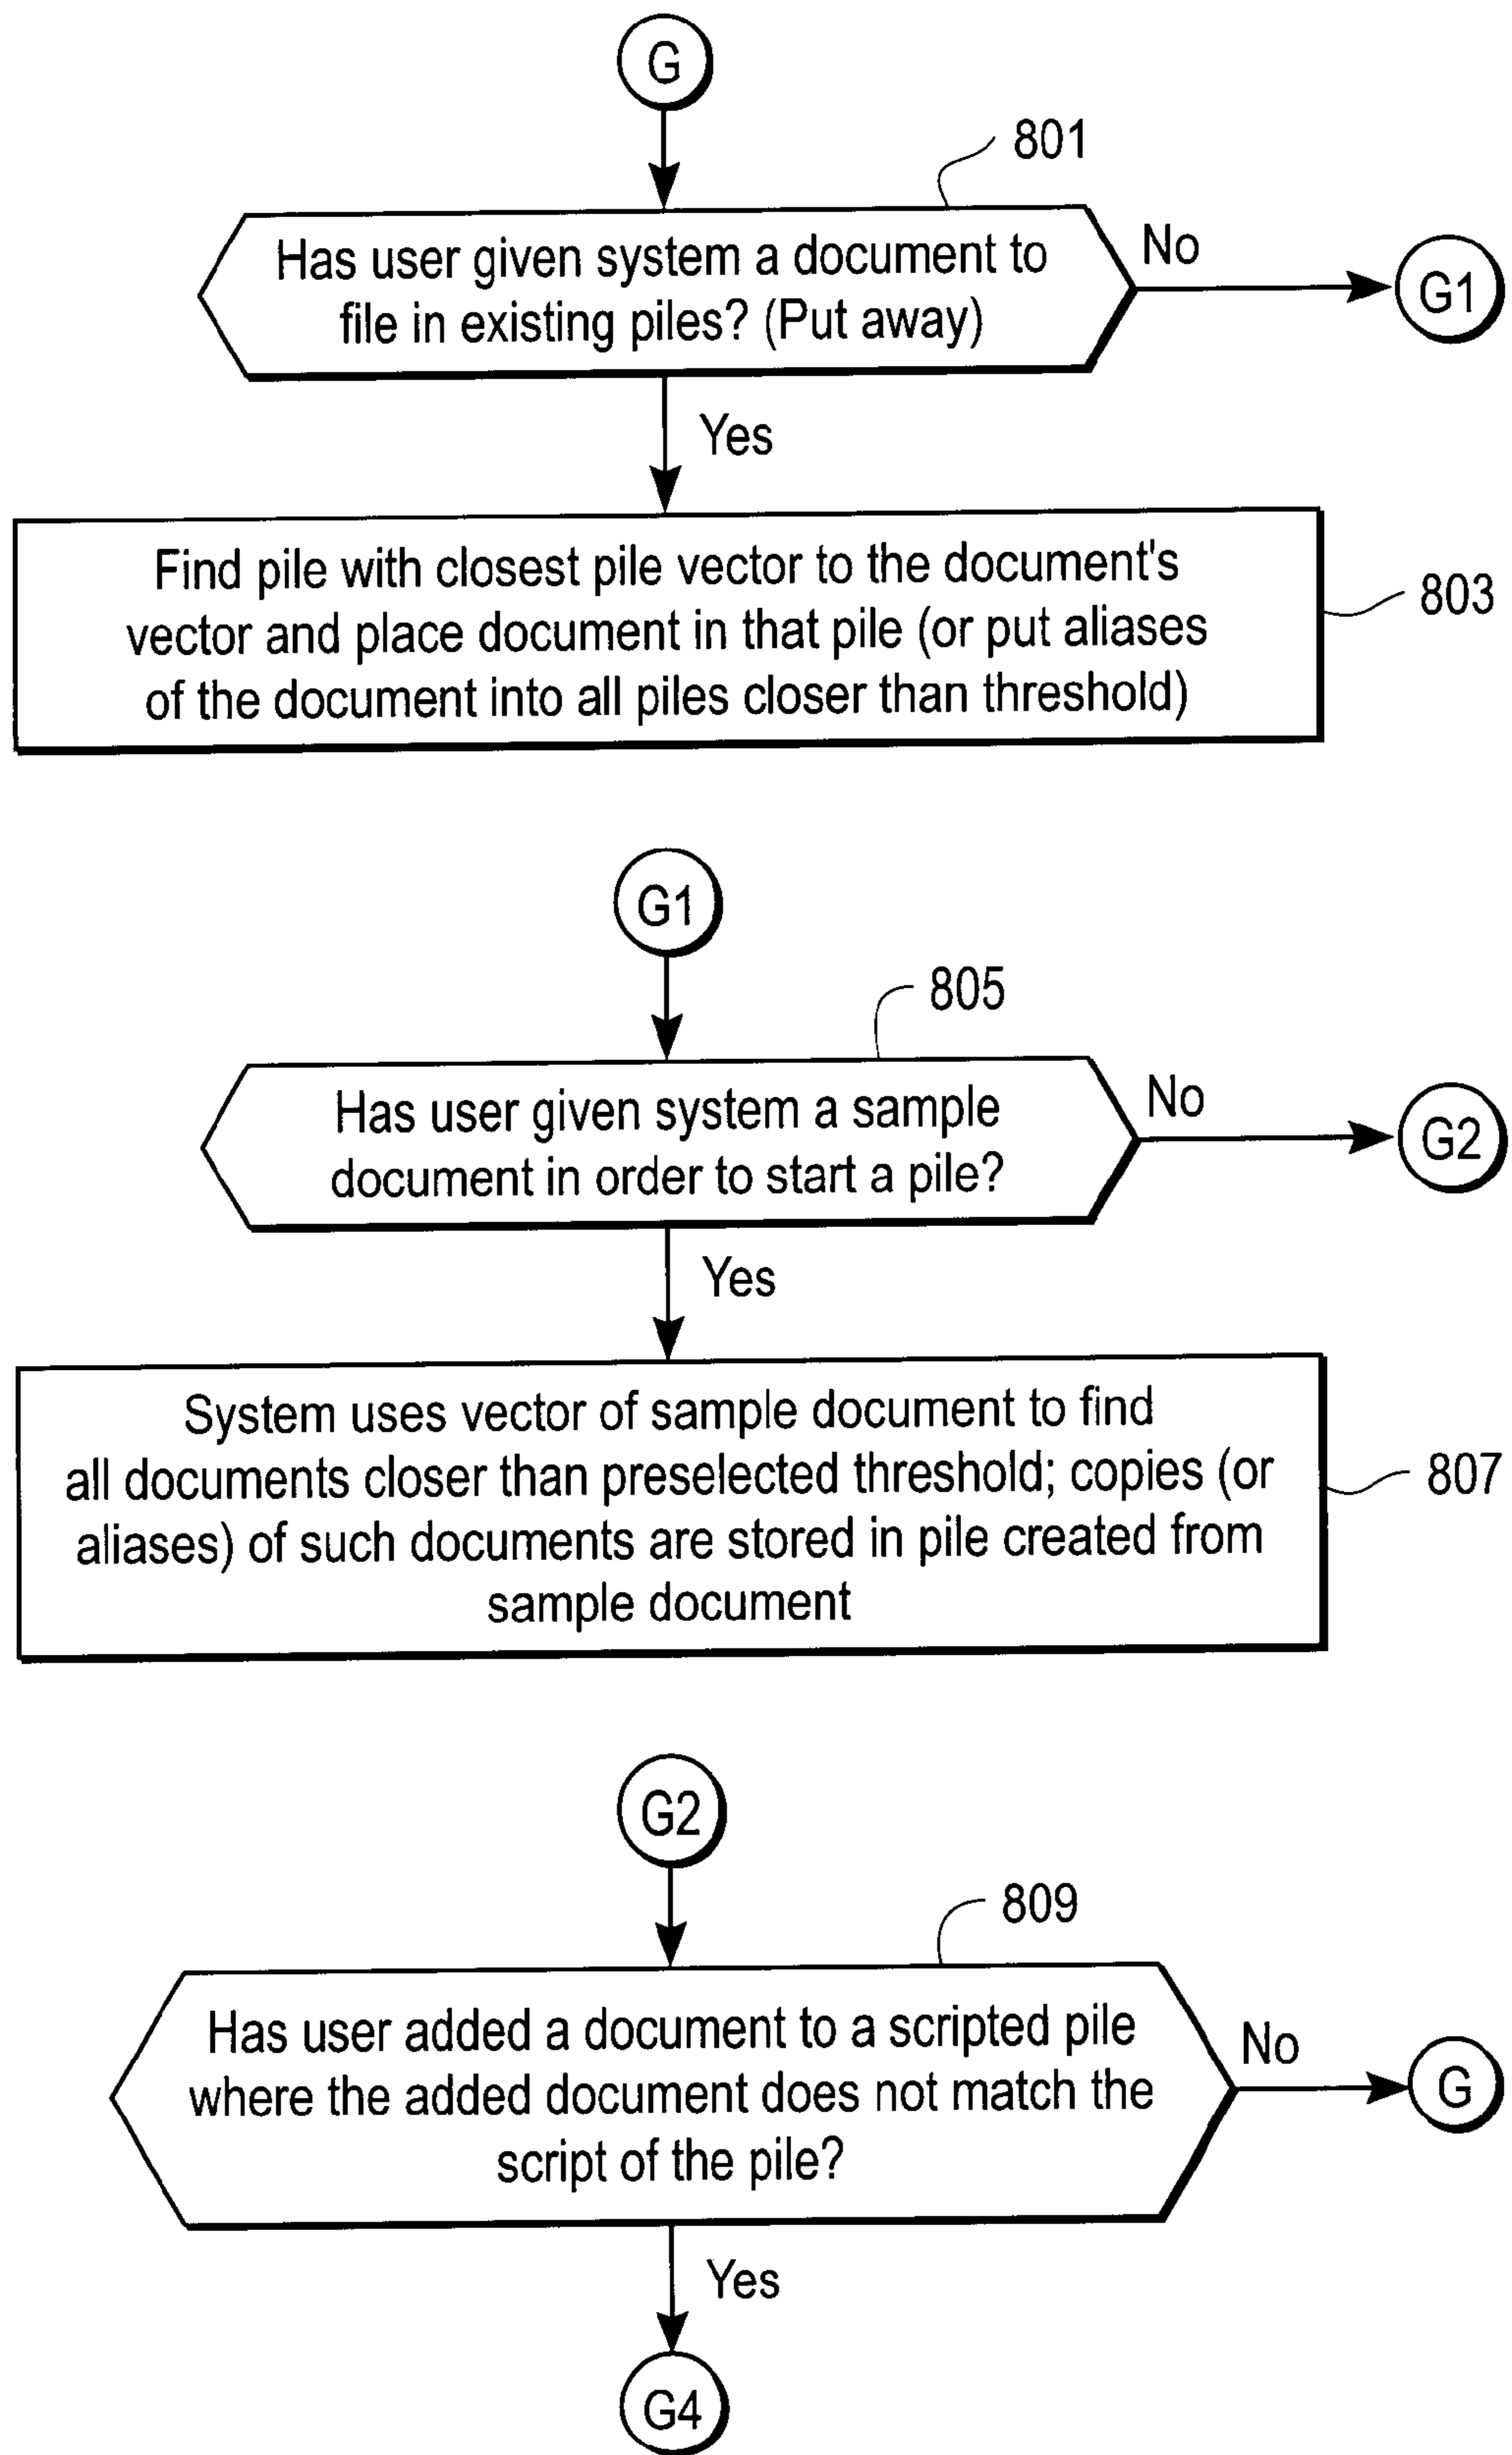 G
801
Has user given system a document to
file in existing piles? (Put away)
No
G1
Yes
Find pile with closest pile vector to the document's
vector and place document in that pile (or put aliases
of the document into all piles closer than threshold)
803
G1
805
Has user given system a sample
document in order to start a pile?
No
G2
Yes
System uses vector of sample document to find
all documents closer than preselected threshold; copies (or
aliases) of such documents are stored in pile created from
sample document
807
G2
809
Has user added a document to a scripted pile
where the added document does not match the
script of the pile?
No
G
Yes
G4